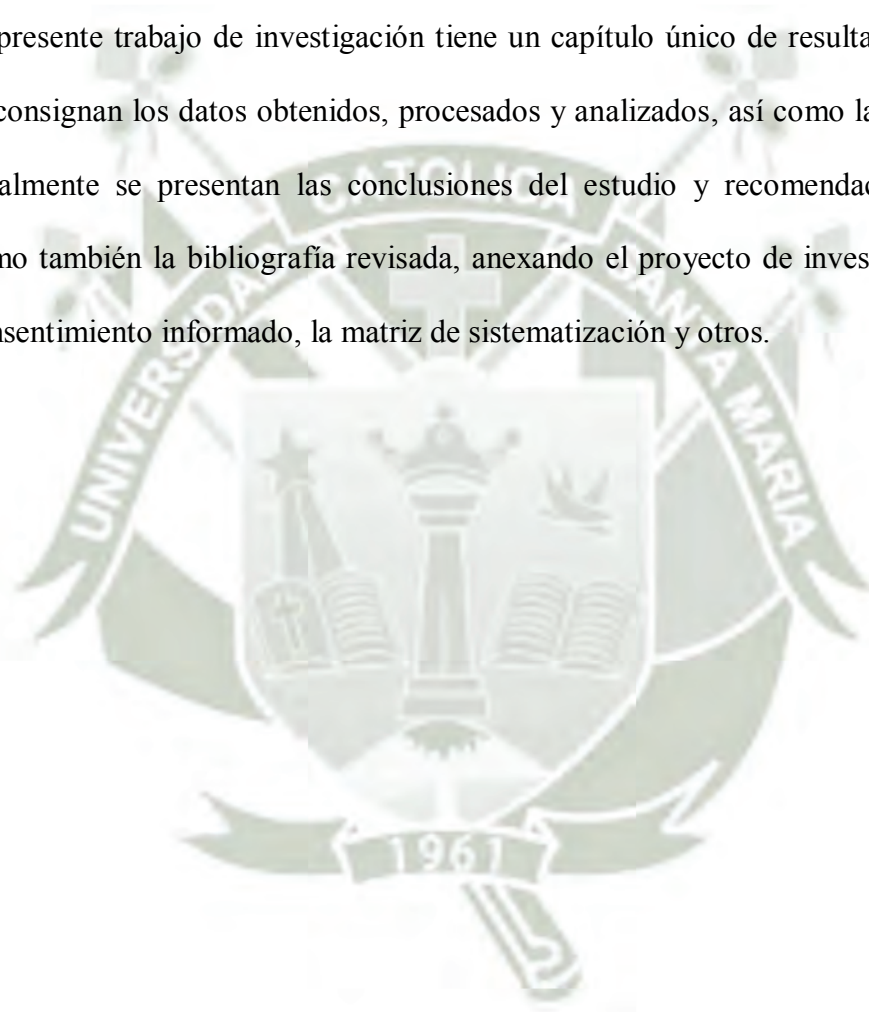 presente trabajo de investigación tiene un capítulo único de resulta
consignan los datos obtenidos, procesados y analizados, así como la
almente se presentan las conclusiones del estudio y recomendac
mo también la bibliografía revisada, anexando el proyecto de inves
nsentimiento informado, la matriz de sistematización y otros.
UNIVERSIDAD CATOLICA SANTA MARIA
1961